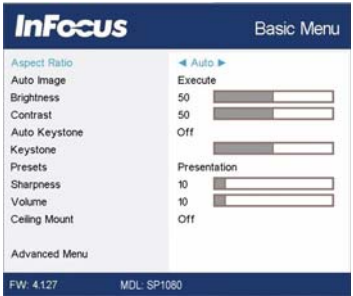 InFocus
Basic Menu
Aspect Ratio ◄ Auto ►
Auto Image Execute
Brightness 50
Contrast 50
Auto Keystone Off
Keystone
Presets Presentation
Sharpness 10
Volume 10
Ceiling Mount Off
Advanced Menu
FW: 4.127 MDL: SP1080